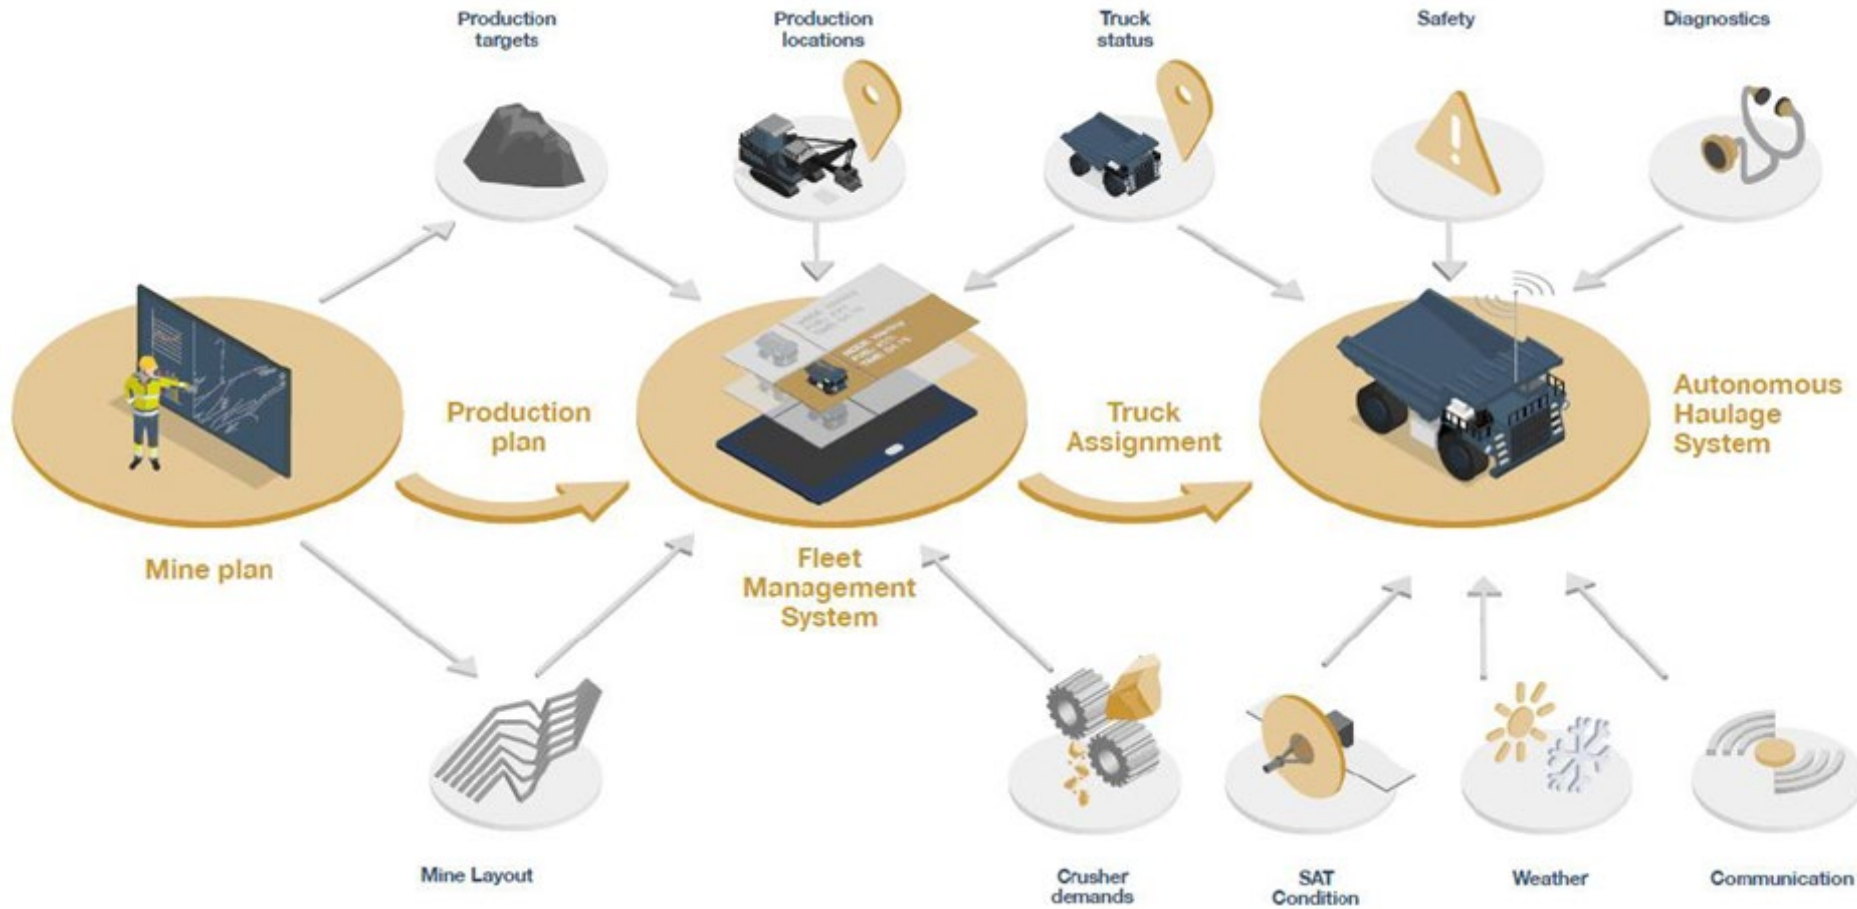 Production
targets
Production
locations
Truck
status
Safety
Diagnostics
Production
plan
Truck
Assignment
Autonomous
Haulage
System
Mine plan
Fleet
Management
System
Mine Layout
Crusher
demands
SAT
Condition
Weather
Communication